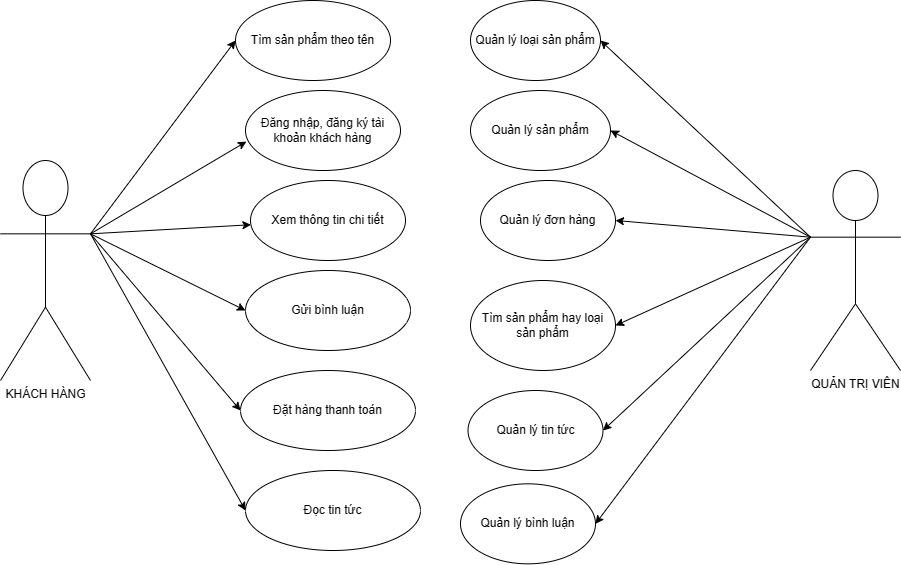 Tìm sản phẩm theo tên
Đăng nhập, đăng ký tài
khoản khách hàng
Xem thông tin chi tiết
Gửi bình luận
Đặt hàng thanh toán
Đọc tin tức
KHÁCH HÀNG
Quản lý loại sản phẩm
Quản lý sản phẩm
Quản lý đơn hàng
Tìm sản phẩm hay loại
sản phẩm
Quản lý tin tức
Quản lý bình luận
QUẢN TRỊ VIÊN